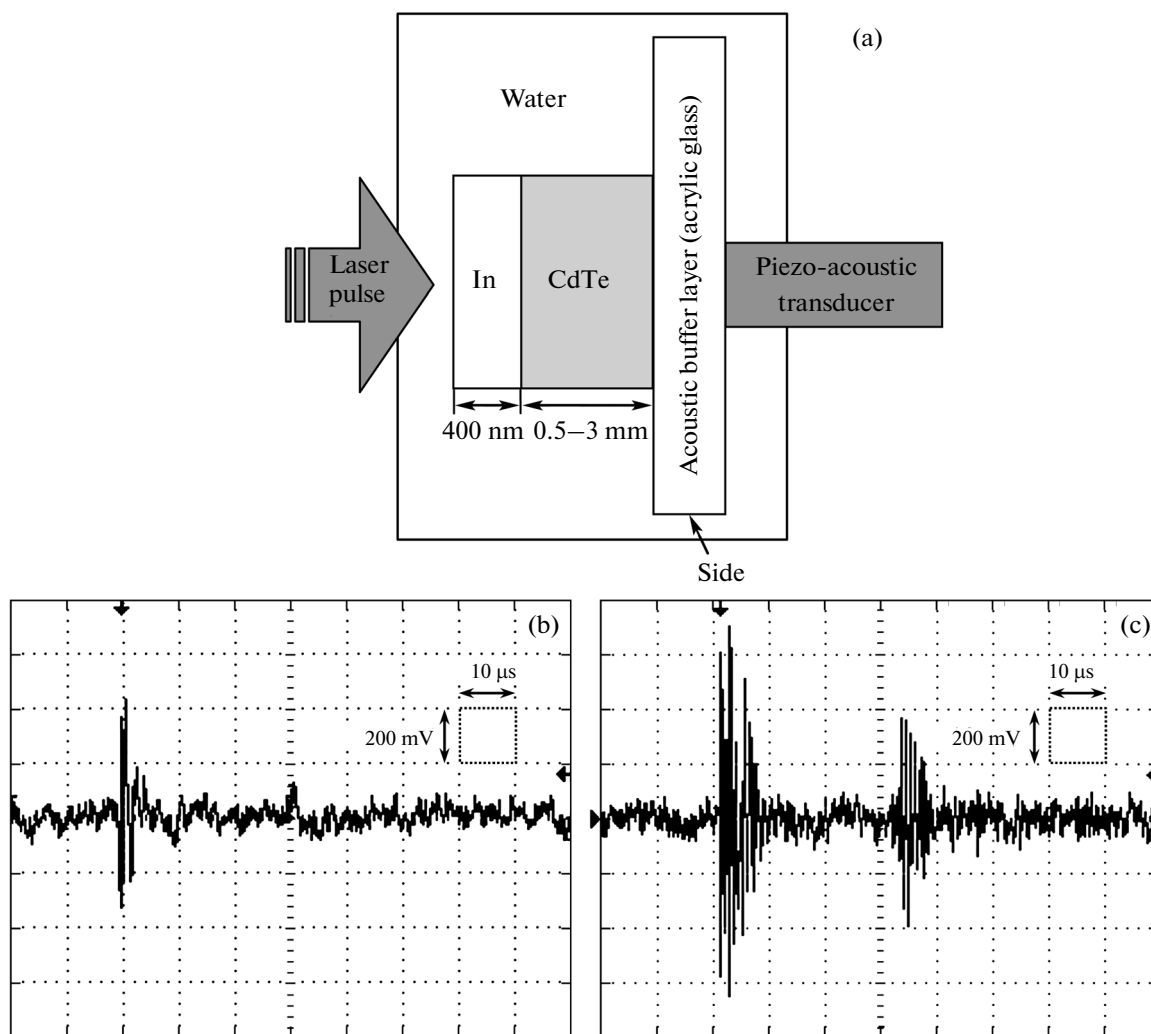 (a)
Water
Laser
pulse
In
CdTe
Acoustic buffer layer (acrylic glass)
Piezo-acoustic
transducer
400 nm
0.5–3 mm
Side
(b)
10 μs
200 mV
(c)
10 μs
200 mV